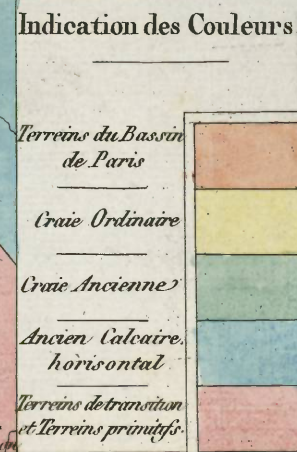 Indication des Couleurs
Terreins du Bassin
de Paris
Craie Ordinaire
Craie Ancienne
Ancien Calcaire
horisontal
Terreins de transition
et Terreins primitifs.